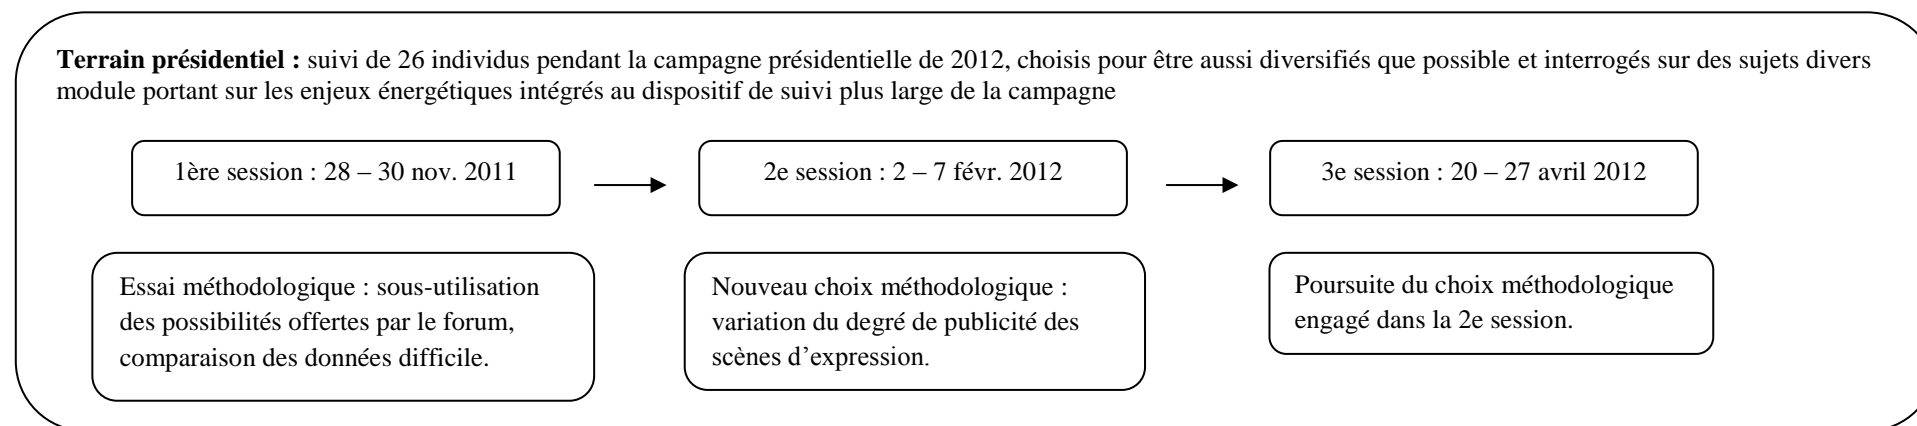 Terrain présidentiel : suivi de 26 individus pendant la campagne présidentielle de 2012, choisis pour être aussi diversifiés que possible et interrogés sur des sujets divers
module portant sur les enjeux énergétiques intégrés au dispositif de suivi plus large de la campagne
1ère session : 28 – 30 nov. 2011
2e session : 2 – 7 févr. 2012
3e session : 20 – 27 avril 2012
Essai méthodologique : sous-utilisation
des possibilités offertes par le forum,
comparaison des données difficile.
Nouveau choix méthodologique :
variation du degré de publicité des
scènes d’expression.
Poursuite du choix méthodologique
engagé dans la 2e session.